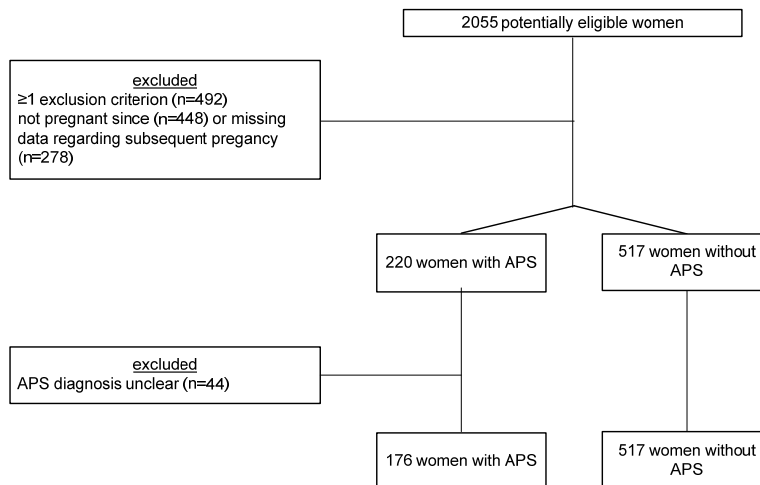 2055 potentially eligible women
excluded
≥1 exclusion criterion (n=492)
not pregnant since (n=448) or missing
data regarding subsequent pregancy
(n=278)
220 women with APS
517 women without
APS
excluded
APS diagnosis unclear (n=44)
176 women with APS
517 women without
APS